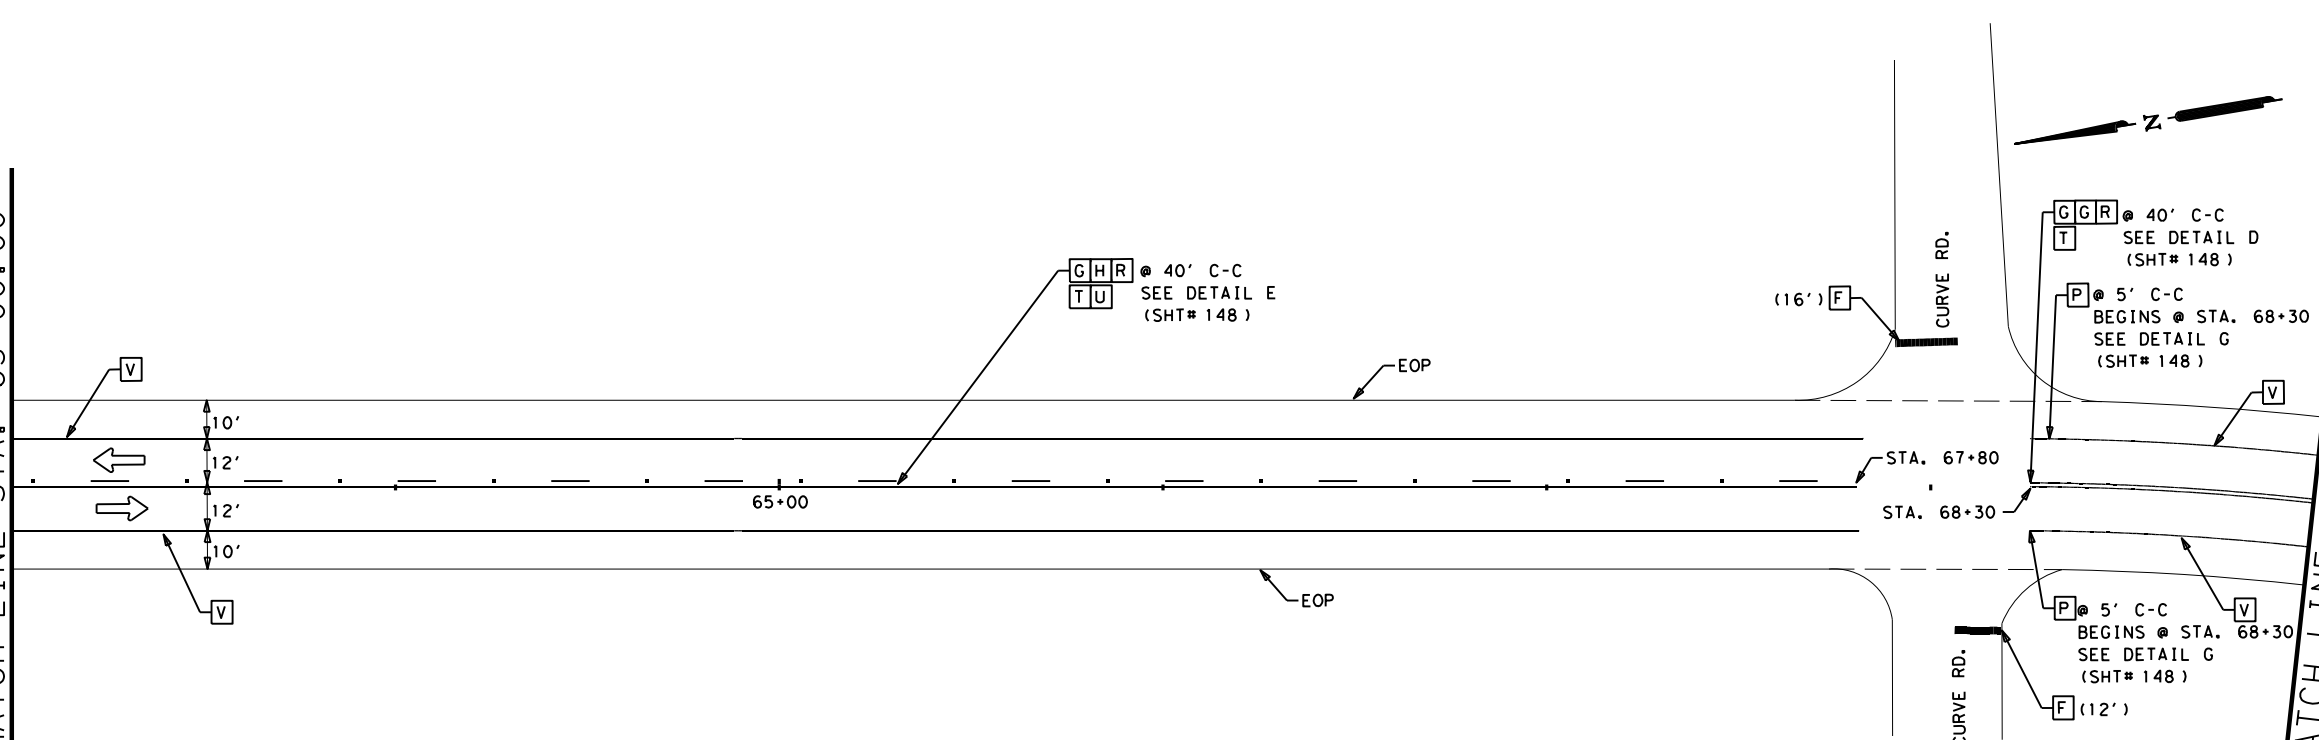 N
G G R @ 40' C-C
T SEE DETAIL D
(SHT# 148)
CURVE RD.
G H R @ 40' C-C
T U SEE DETAIL E
(SHT# 148)
(16') F
P @ 5' C-C
BEGINS @ STA. 68+30
SEE DETAIL G
(SHT# 148)
V
EOP
V
10'
12'
12'
10'
65+00
STA. 67+80
STA. 68+30
V
EOP
P @ 5' C-C
BEGINS @ STA. 68+30
SEE DETAIL G
(SHT# 148)
V
F (12')
CURVE RD.